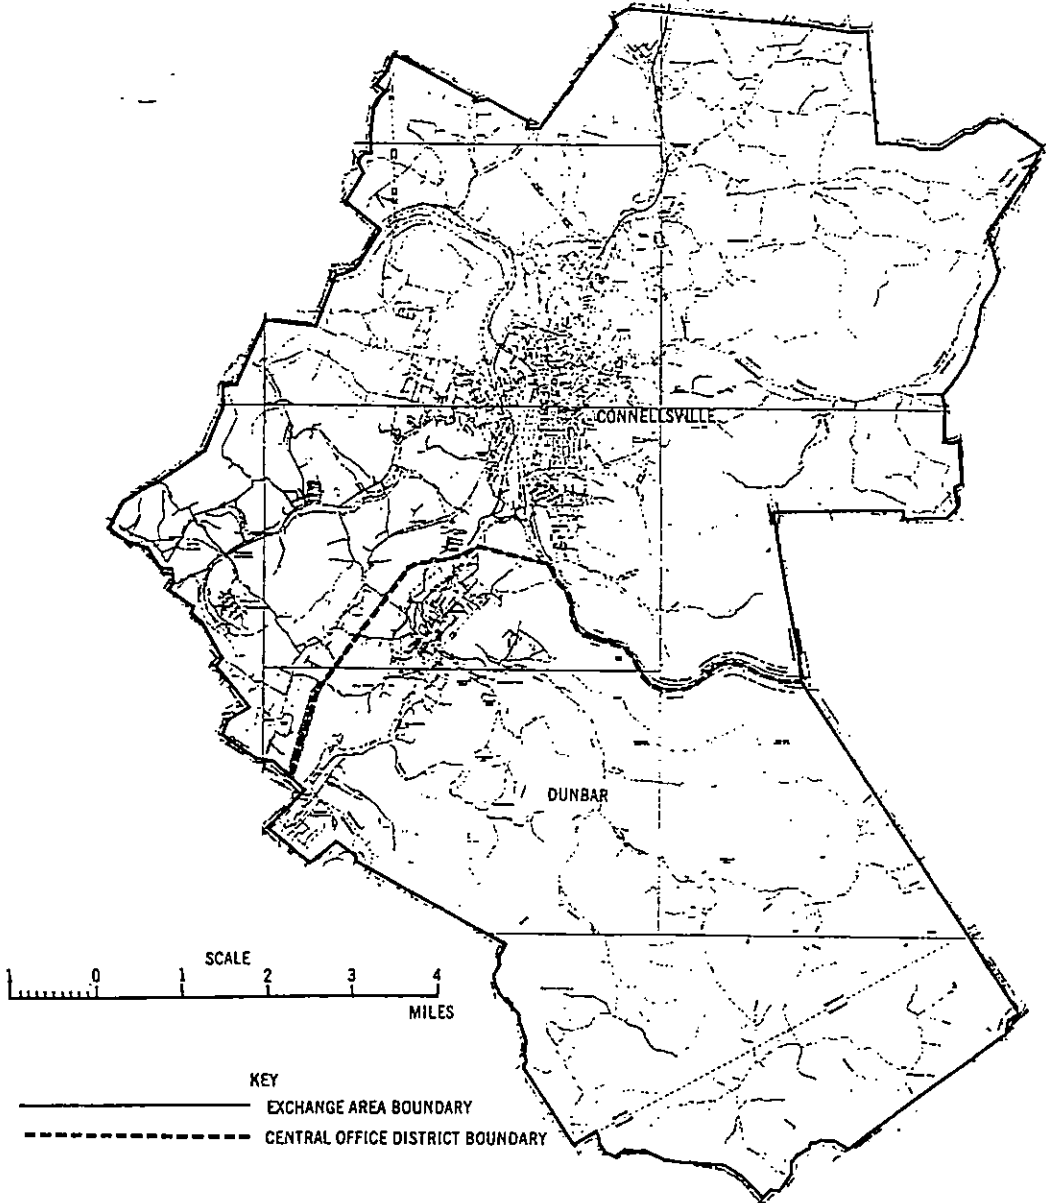 CONNELLSVILLE
DUNBAR
SCALE
1 0 1 2 3 4
MILES
KEY
EXCHANGE AREA BOUNDARY
CENTRAL OFFICE DISTRICT BOUNDARY